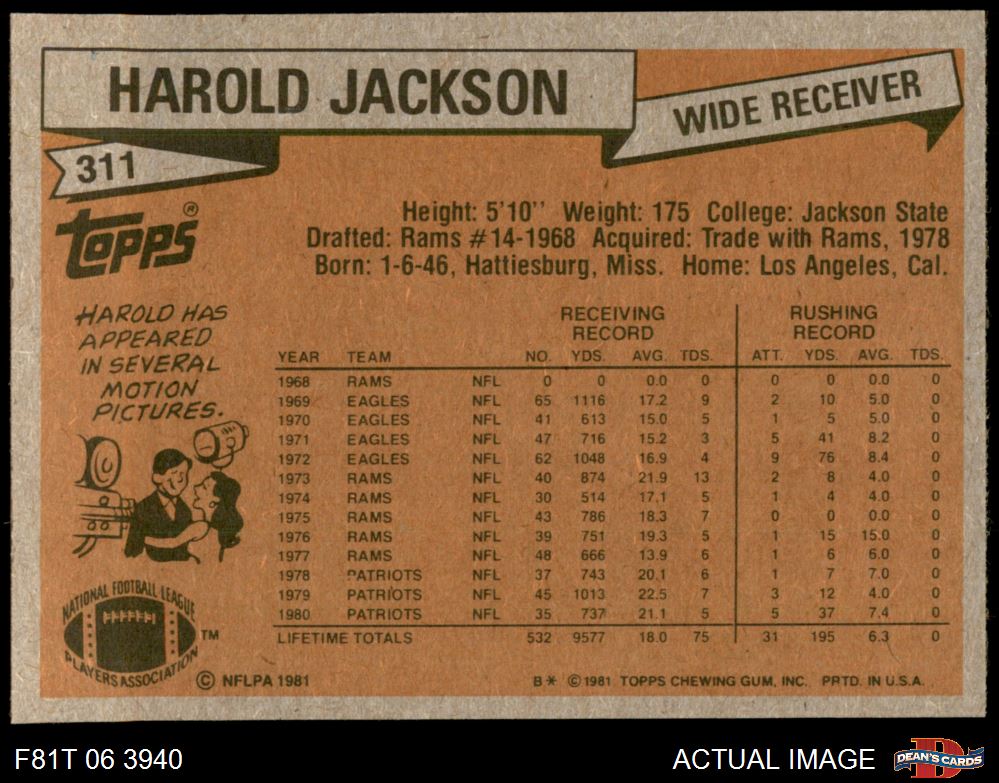 HAROLD JACKSON
WIDE RECEIVER
311
TOPPS®
Height: 5'10'' Weight: 175 College: Jackson State
Drafted: Rams #14-1968 Acquired: Trade with Rams, 1978
Born: 1-6-46, Hattiesburg, Miss. Home: Los Angeles, Cal.
HAROLD HAS
APPEARED
IN SEVERAL
MOTION
PICTURES.
RECEIVING RECORD RUSHING RECORD
YEAR TEAM NO. YDS. AVG. TDS. ATT. YDS. AVG. TDS.
1968 RAMS NFL 0 0 0.0 0 0 0 0.0 0
1969 EAGLES NFL 65 1116 17.2 9 2 10 5.0 0
1970 EAGLES NFL 41 613 15.0 5 1 5 5.0 0
1971 EAGLES NFL 47 716 15.2 3 5 41 8.2 0
1972 EAGLES NFL 62 1048 16.9 4 9 76 8.4 0
1973 RAMS NFL 40 874 21.9 13 2 8 4.0 0
1974 RAMS NFL 30 514 17.1 5 1 4 4.0 0
1975 RAMS NFL 43 786 18.3 7 0 0 0.0 0
1976 RAMS NFL 39 751 19.3 5 1 15 15.0 0
1977 RAMS NFL 48 666 13.9 6 1 6 6.0 0
1978 PATRIOTS NFL 37 743 20.1 6 1 7 7.0 0
1979 PATRIOTS NFL 45 1013 22.5 7 3 12 4.0 0
1980 PATRIOTS NFL 35 737 21.1 5 5 37 7.4 0
LIFETIME TOTALS 532 9577 18.0 75 31 195 6.3 0
NATIONAL FOOTBALL LEAGUE
PLAYERS ASSOCIATION
TM
© NFLPA 1981
B* ©1981 TOPPS CHEWING GUM, INC. PRTD. IN U.S.A.
F81T 06 3940
ACTUAL IMAGE
D
DEAN'S CARDS